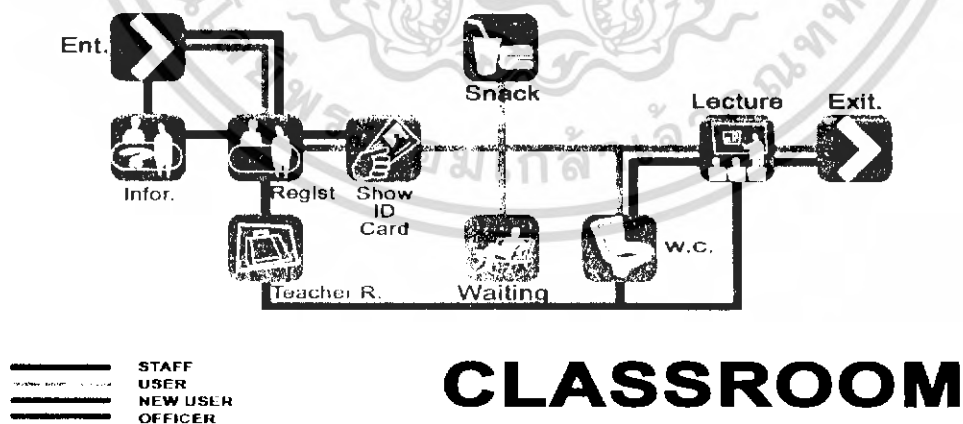 Ent.
Snack
Lecture
Exit.
Infor.
Regist
Show
ID
Card
W.C.
Teacher R.
Waiting
STAFF
USER
NEW USER
OFFICER
CLASSROOM